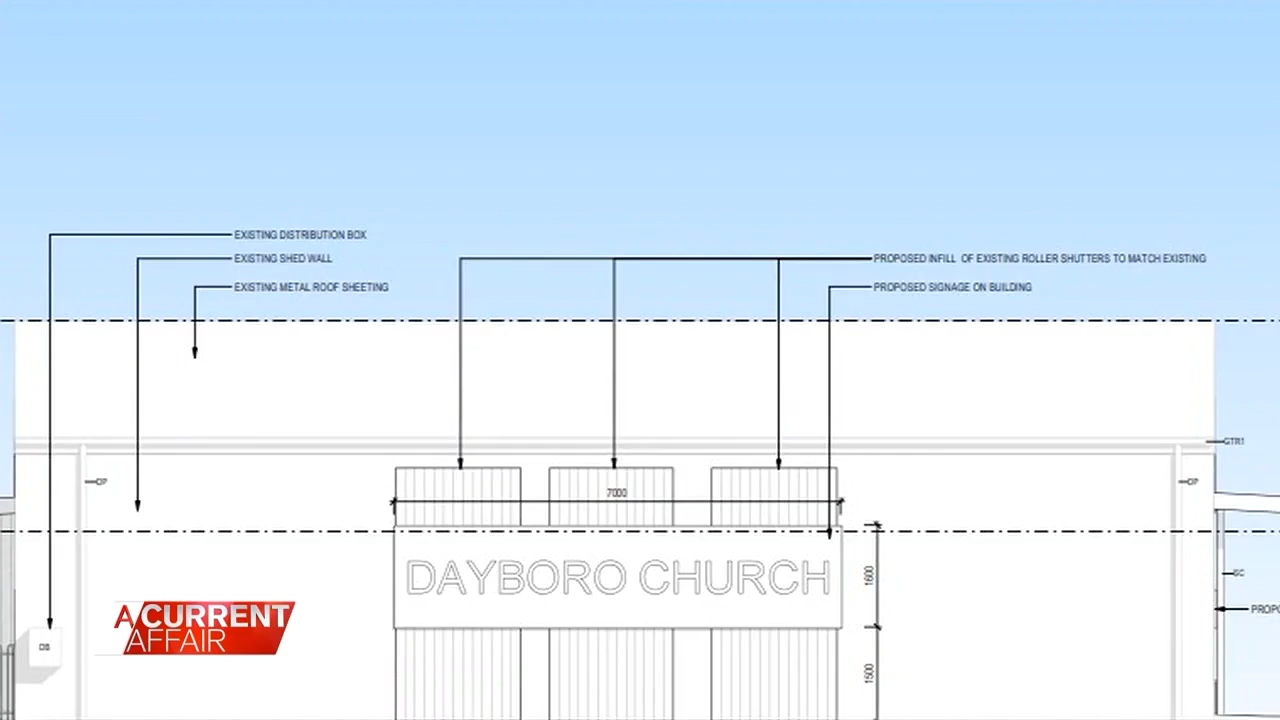 EXISTING DISTRIBUTION BOX
EXISTING SHED WALL
EXISTING METAL ROOF SHEETING
PROPOSED INFILL OF EXISTING ROLLER SHUTTERS TO MATCH EXISTING
PROPOSED SIGNAGE ON BUILDING
GTR1
DP
DP
7000
DAYBORO CHURCH
1600
SC
PROPO
DB
1500
A CURRENT
AFFAIR